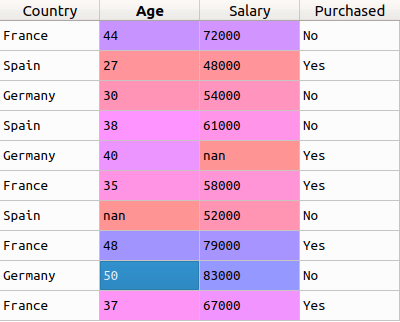 Country Age Salary Purchased
France 44 72000 No
Spain 27 48000 Yes
Germany 30 54000 No
Spain 38 61000 No
Germany 40 nan Yes
France 35 58000 Yes
Spain nan 52000 No
France 48 79000 Yes
Germany 50 83000 No
France 37 67000 Yes